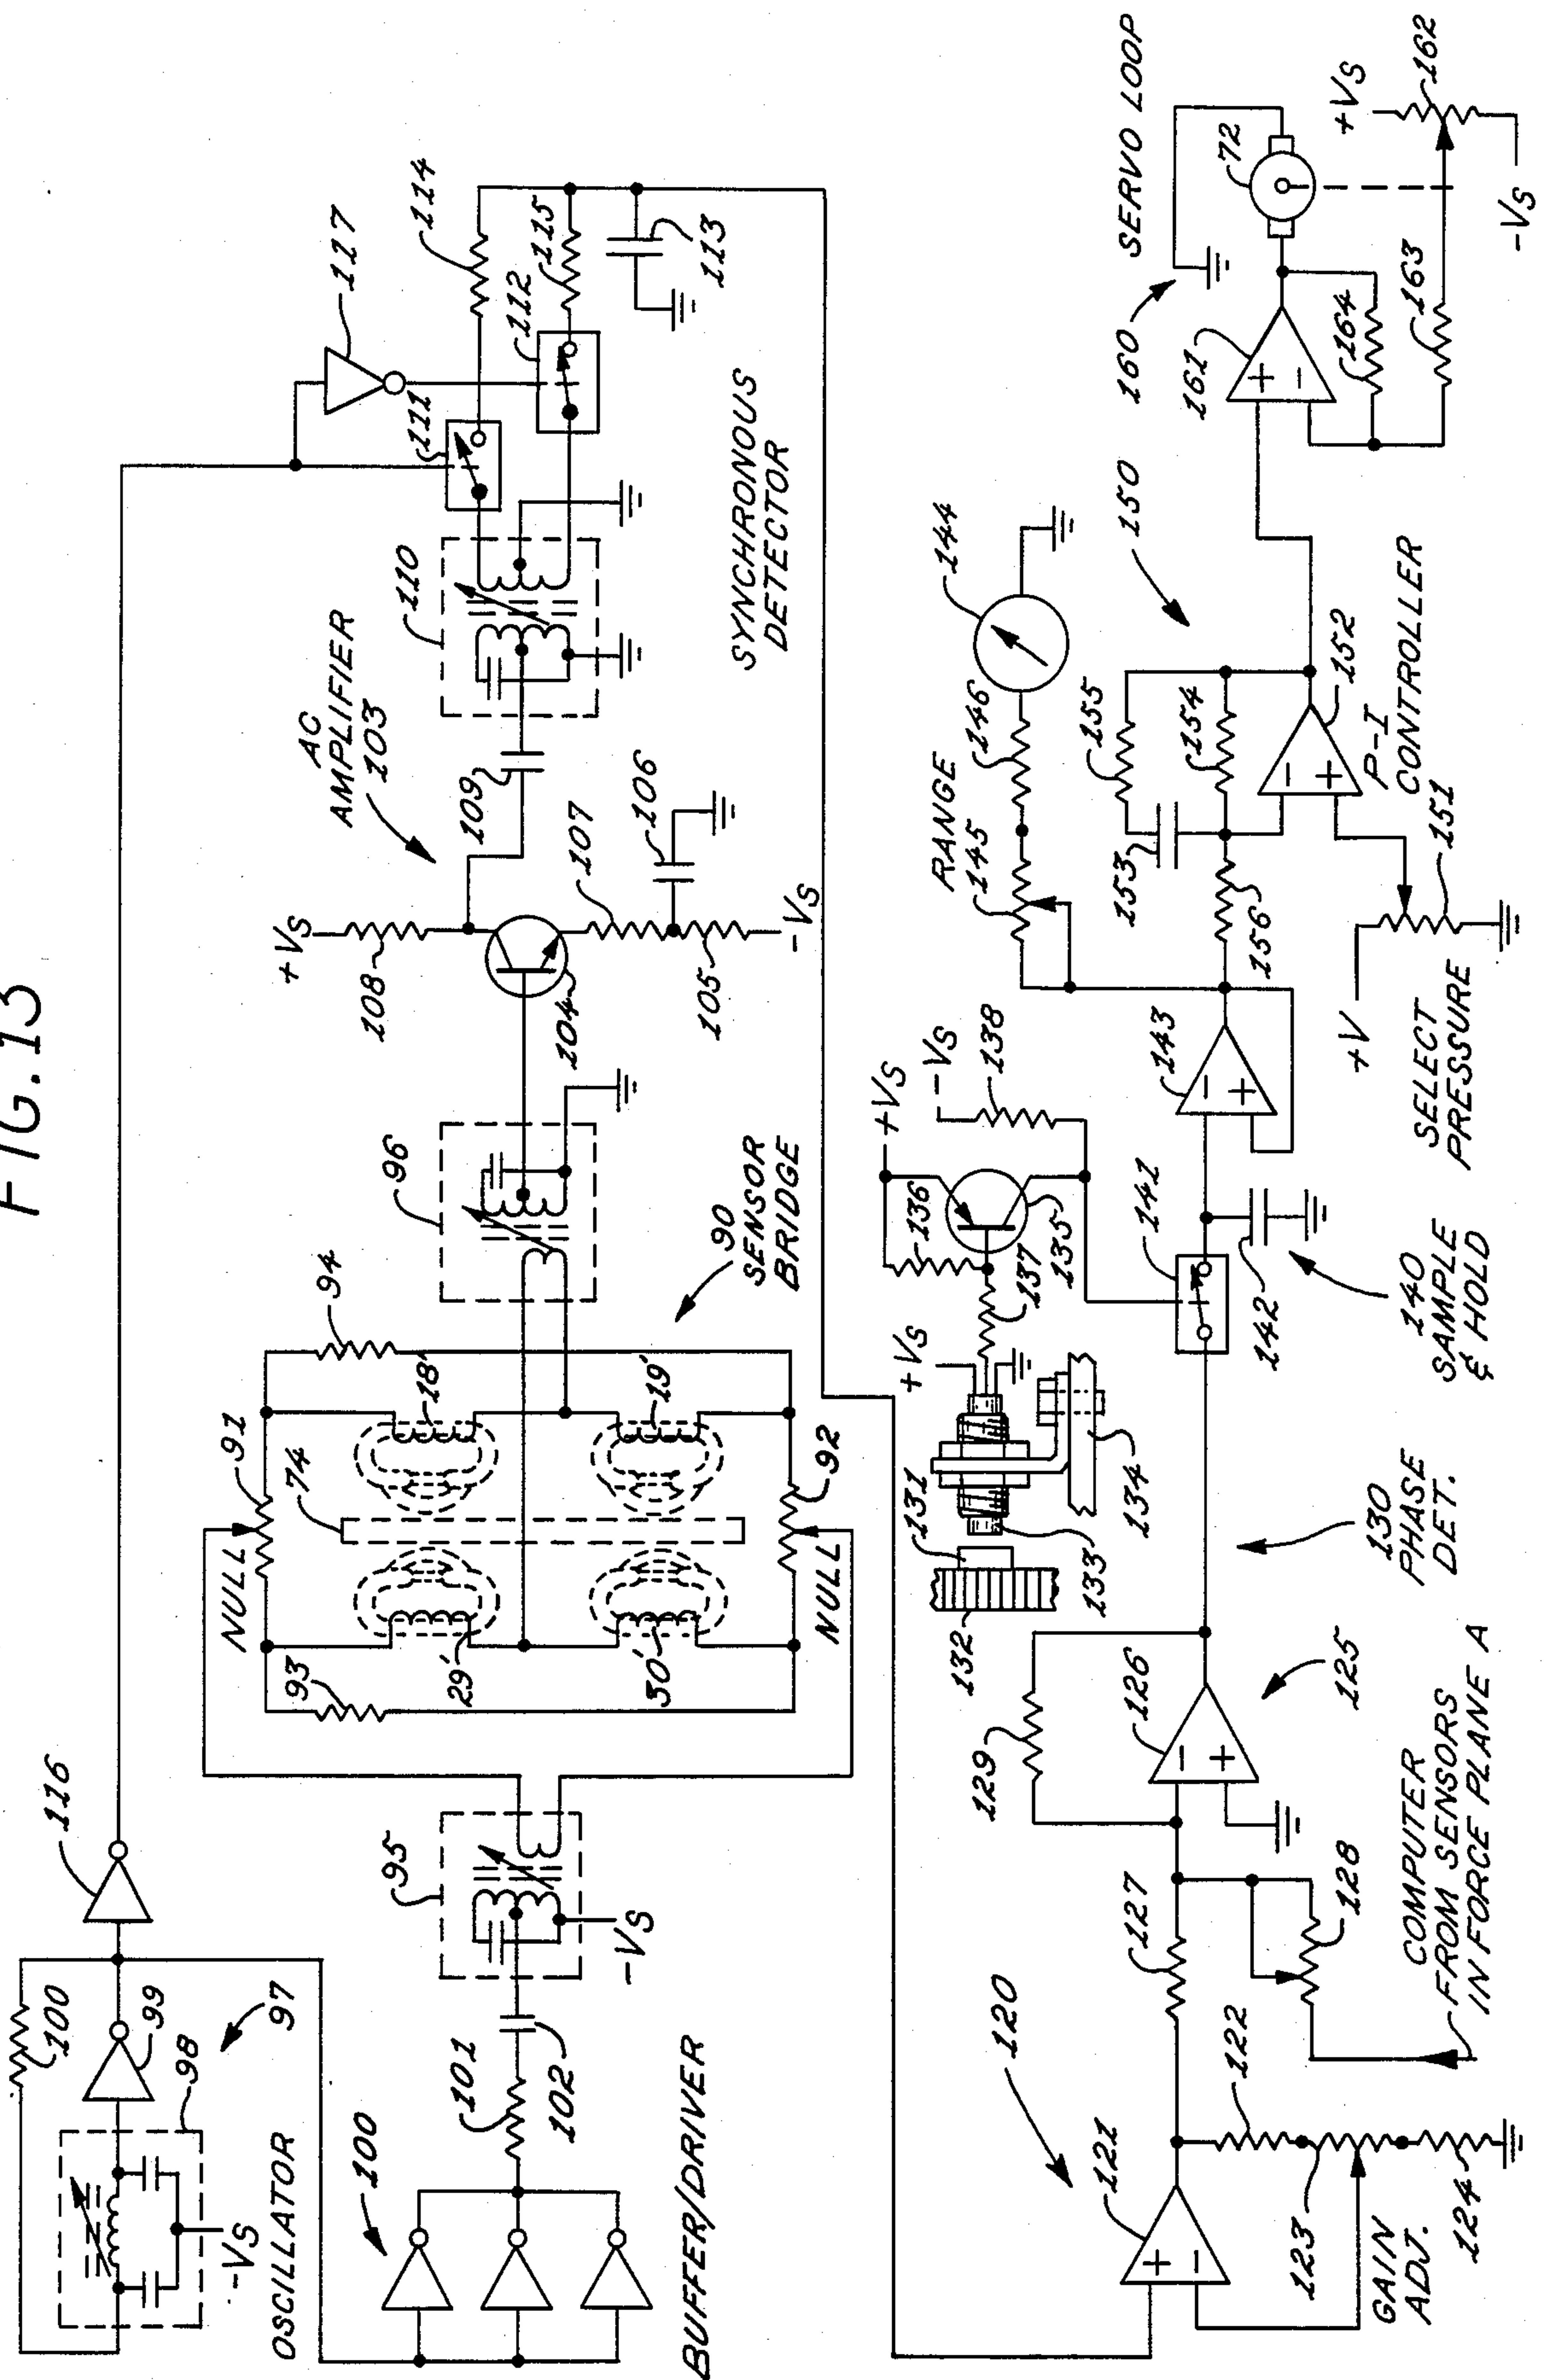 FIG. 13
100
99
98
97
-VS
OSCILLATOR
116
100
BUFFER/DRIVER
101
102
95
-VS
NULL
91
93
94
74
29'
18'
30'
19'
NULL
92
90
SENSOR
BRIDGE
96
104
+VS
108
105
-VS
107
106
AC
AMPLIFIER
103
109
110
111
117
112
114
115
113
SYNCHRONOUS
DETECTOR
120
121
122
123
124
GAIN
ADJ.
127
128
COMPUTER
FROM SENSORS
IN FORCE PLANE A
129
126
125
130
PHASE
DET.
131
132
133
134
+VS
137
136
135
+VS
-VS
138
141
142
140
SAMPLE
& HOLD
143
RANGE
145
146
144
156
153
155
154
152
150
P-I
CONTROLLER
151
+V
SELECT
PRESSURE
160
SERVO LOOP
161
164
163
72
+VS
162
-VS